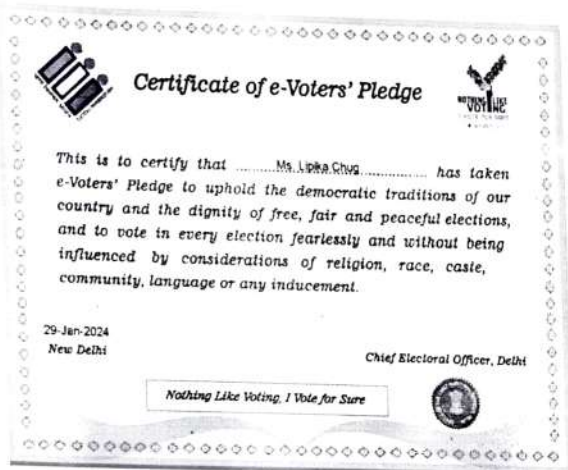 Certificate of e-Voters' Pledge
NOTHING LIKE
VOTING
This is to certify that ............Ms. Lipika Chug.................... has taken
e-Voters' Pledge to uphold the democratic traditions of our
country and the dignity of free, fair and peaceful elections,
and to vote in every election fearlessly and without being
influenced by considerations of religion, race, caste,
community, language or any inducement.
29-Jan-2024
New Delhi
Chief Electoral Officer, Delhi
Nothing Like Voting, I Vote for Sure